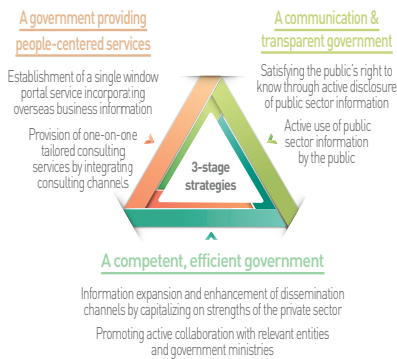 A government providing
people-centered services
Establishment of a single window
portal service incorporating
overseas business information
Provision of one-on-one
tailored consulting
services by integrating
consulting channels
A communication &
transparent government
Satisfying the public's right to
know through active disclosure
of public sector information
Active use of public
sector information
by the public
3-stage
strategies
A competent, efficient government
Information expansion and enhancement of dissemination
channels by capitalizing on strengths of the private sector
Promoting active collaboration with relevant entities
and government ministries